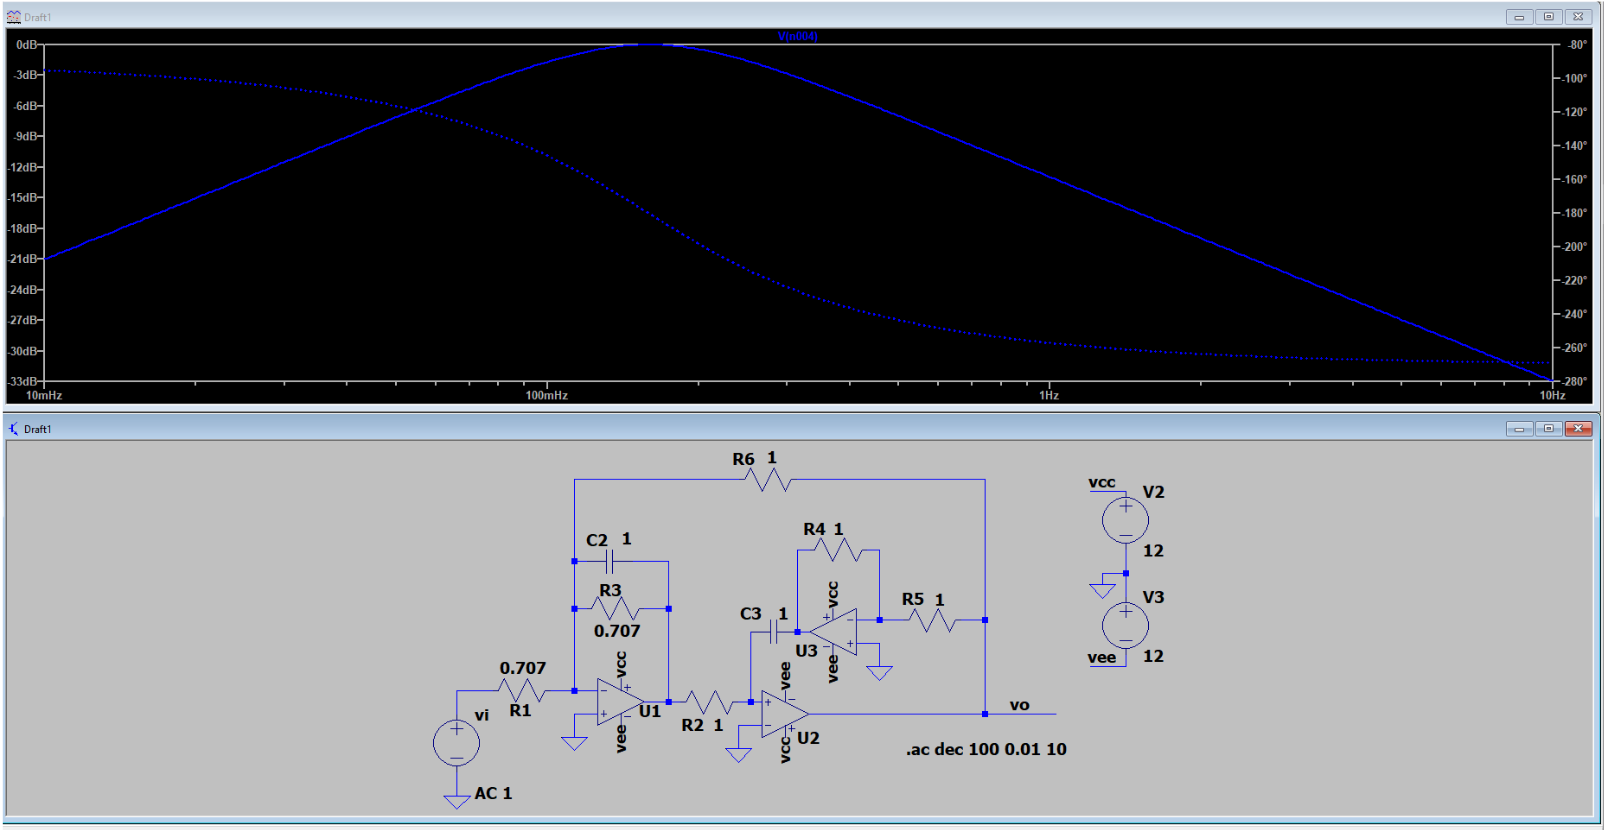 Draft1
V(n004)
0dB
-3dB
-6dB
-9dB
-12dB
-15dB
-18dB
-21dB
-24dB
-27dB
-30dB
-33dB
-80°
-100°
-120°
-140°
-160°
-180°
-200°
-220°
-240°
-260°
-280°
10mHz 100mHz 1Hz 10Hz
Draft1
R6 1
vcc V2
12
C2 1
R4 1
R3
0.707
C3 1
vcc
R5 1
V3
U3
vee
vee 12
0.707
R1
vcc
U1
vee
R2 1
vee
U2
vcc
vo
vi
.ac dec 100 0.01 10
AC 1